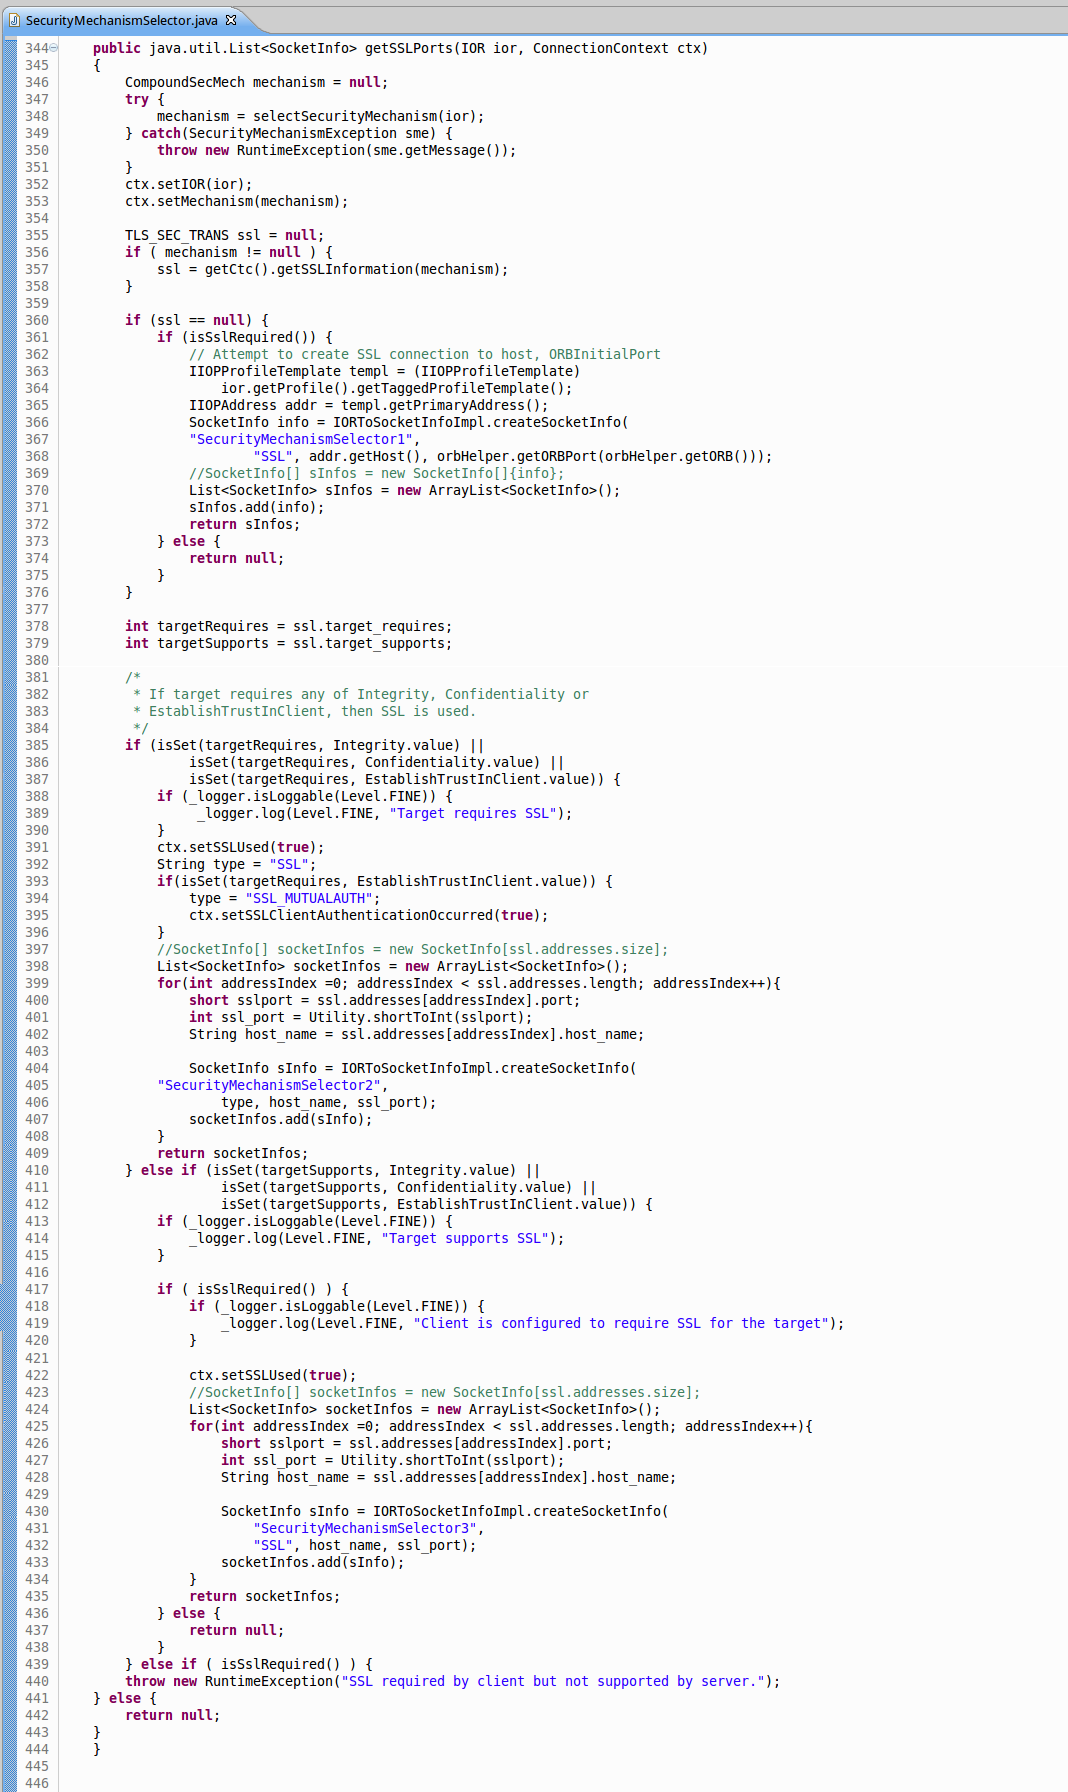 SecurityMechanismSelector.java
344 public java.util.List<SocketInfo> getSSLPorts(IOR ior, ConnectionContext ctx)
345 {
346 CompoundSecMech mechanism = null;
347 try {
348 mechanism = selectSecurityMechanism(ior);
349 } catch(SecurityMechanismException sme) {
350 throw new RuntimeException(sme.getMessage());
351 }
352 ctx.setIOR(ior);
353 ctx.setMechanism(mechanism);
354
355 TLS_SEC_TRANS ssl = null;
356 if ( mechanism != null ) {
357 ssl = getCtc().getSSLInformation(mechanism);
358 }
359
360 if (ssl == null) {
361 if (isSslRequired()) {
362 // Attempt to create SSL connection to host, ORBInitialPort
363 IIOPProfileTemplate templ = (IIOPProfileTemplate)
364 ior.getProfile().getTaggedProfileTemplate();
365 IIOPAddress addr = templ.getPrimaryAddress();
366 SocketInfo info = IORToSocketInfoImpl.createSocketInfo(
367 "SecurityMechanismSelector1",
368 "SSL", addr.getHost(), orbHelper.getORBPort(orbHelper.getORB()));
369 //SocketInfo[] sInfos = new SocketInfo[]{info};
370 List<SocketInfo> sInfos = new ArrayList<SocketInfo>();
371 sInfos.add(info);
372 return sInfos;
373 } else {
374 return null;
375 }
376 }
377
378 int targetRequires = ssl.target_requires;
379 int targetSupports = ssl.target_supports;
380
381 /*
382 * If target requires any of Integrity, Confidentiality or
383 * EstablishTrustInClient, then SSL is used.
384 */
385 if (isSet(targetRequires, Integrity.value) ||
386 isSet(targetRequires, Confidentiality.value) ||
387 isSet(targetRequires, EstablishTrustInClient.value)) {
388 if (_logger.isLoggable(Level.FINE)) {
389 _logger.log(Level.FINE, "Target requires SSL");
390 }
391 ctx.setSSLUsed(true);
392 String type = "SSL";
393 if(isSet(targetRequires, EstablishTrustInClient.value)) {
394 type = "SSL_MUTUALAUTH";
395 ctx.setSSLClientAuthenticationOccurred(true);
396 }
397 //SocketInfo[] socketInfos = new SocketInfo[ssl.addresses.size];
398 List<SocketInfo> socketInfos = new ArrayList<SocketInfo>();
399 for(int addressIndex =0; addressIndex < ssl.addresses.length; addressIndex++){
400 short sslport = ssl.addresses[addressIndex].port;
401 int ssl_port = Utility.shortToInt(sslport);
402 String host_name = ssl.addresses[addressIndex].host_name;
403
404 SocketInfo sInfo = IORToSocketInfoImpl.createSocketInfo(
405 "SecurityMechanismSelector2",
406 type, host_name, ssl_port);
407 socketInfos.add(sInfo);
408 }
409 return socketInfos;
410 } else if (isSet(targetSupports, Integrity.value) ||
411 isSet(targetSupports, Confidentiality.value) ||
412 isSet(targetSupports, EstablishTrustInClient.value)) {
413 if (_logger.isLoggable(Level.FINE)) {
414 _logger.log(Level.FINE, "Target supports SSL");
415 }
416
417 if ( isSslRequired() ) {
418 if (_logger.isLoggable(Level.FINE)) {
419 _logger.log(Level.FINE, "Client is configured to require SSL for the target");
420 }
421
422 ctx.setSSLUsed(true);
423 //SocketInfo[] socketInfos = new SocketInfo[ssl.addresses.size];
424 List<SocketInfo> socketInfos = new ArrayList<SocketInfo>();
425 for(int addressIndex =0; addressIndex < ssl.addresses.length; addressIndex++){
426 short sslport = ssl.addresses[addressIndex].port;
427 int ssl_port = Utility.shortToInt(sslport);
428 String host_name = ssl.addresses[addressIndex].host_name;
429
430 SocketInfo sInfo = IORToSocketInfoImpl.createSocketInfo(
431 "SecurityMechanismSelector3",
432 "SSL", host_name, ssl_port);
433 socketInfos.add(sInfo);
434 }
435 return socketInfos;
436 } else {
437 return null;
438 }
439 } else if ( isSslRequired() ) {
440 throw new RuntimeException("SSL required by client but not supported by server.");
441 } else {
442 return null;
443 }
444 }
445
446